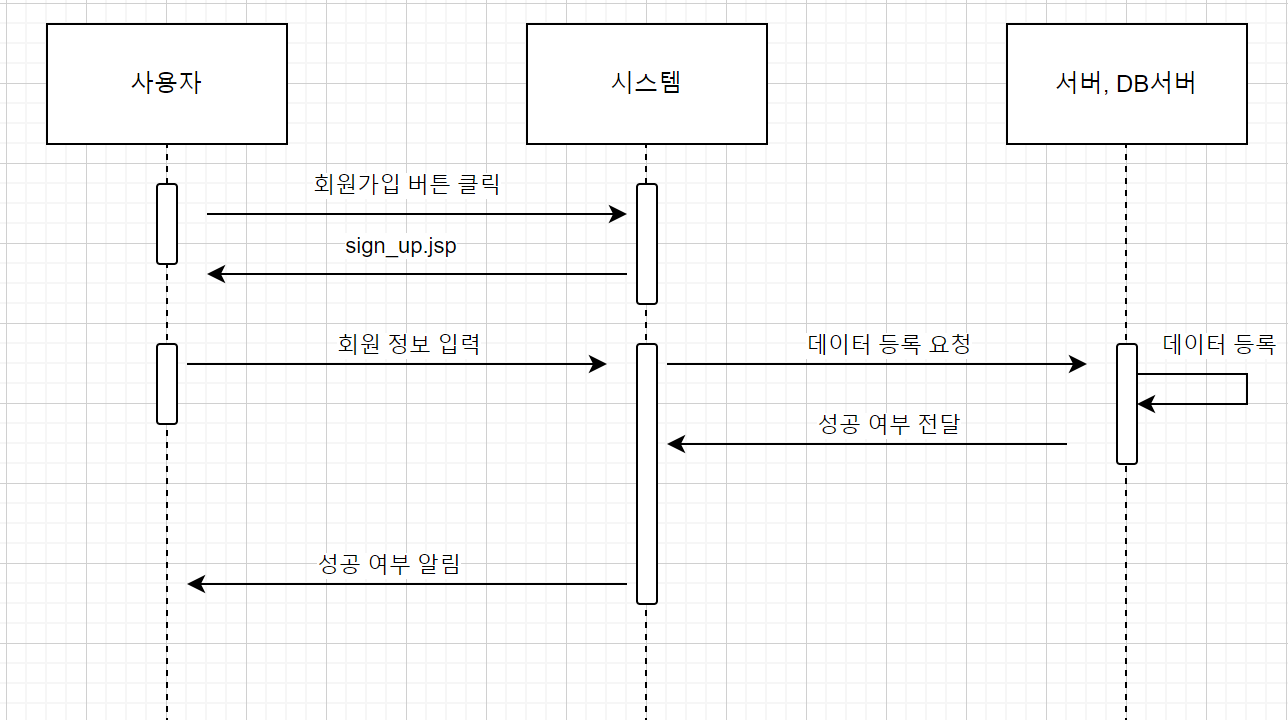 사용자
시스템
서버, DB서버
회원가입 버튼 클릭
sign_up.jsp
회원 정보 입력
데이터 등록 요청
데이터 등록
성공 여부 전달
성공 여부 알림